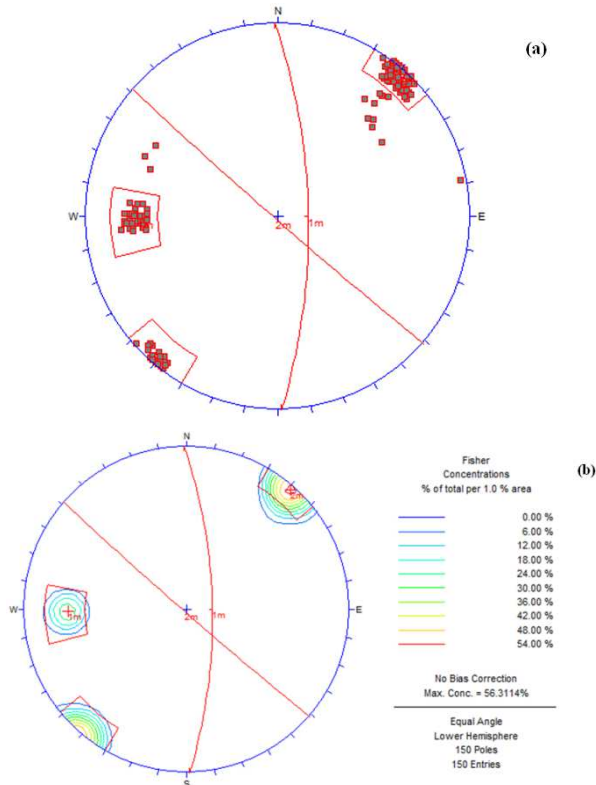 N
(a)
W
E
2m
1m
N
(b)
Fisher
Concentrations
% of total per 1.0 % area
0.00 %
6.00 %
12.00 %
18.00 %
24.00 %
30.00 %
36.00 %
42.00 %
48.00 %
54.00 %
No Bias Correction
Max. Conc. = 56.3114%
Equal Angle
Lower Hemisphere
150 Poles
150 Entries
W
1m
2m
1m
E
S